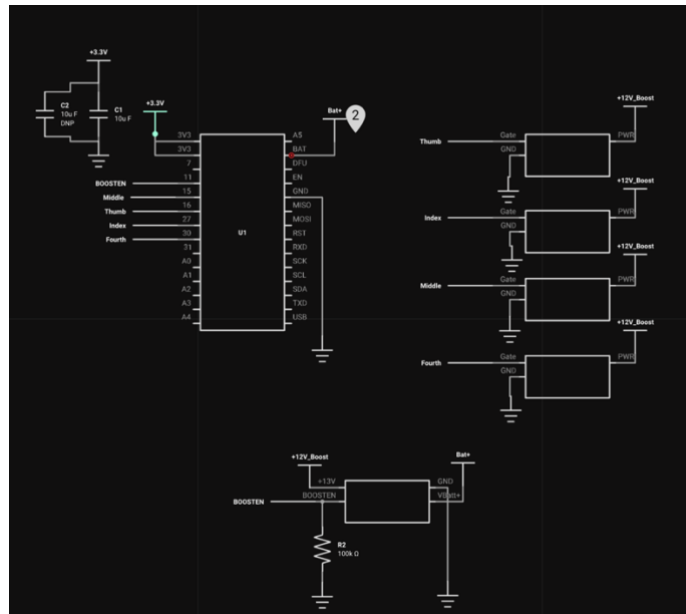 +3.3V
C2
10u F
DNP
C1
10u F
+3.3V
Bat+
2
3V3
3V3
7
11
15
16
27
30
31
A0
A1
A2
A3
A4
BOOSTEN
Middle
Thumb
Index
Fourth
U1
A5
BAT
DFU
EN
GND
MISO
MOSI
RST
RXD
SCK
SCL
SDA
TXD
USB
+12V_Boost
Thumb
Gate
GND
PWR
+12V_Boost
Index
Gate
GND
PWR
+12V_Boost
Middle
Gate
GND
PWR
+12V_Boost
Fourth
Gate
GND
PWR
+12V_Boost
Bat+
+13V
GND
BOOSTEN
BOOSTEN
VBatt+
R2
100k Ω